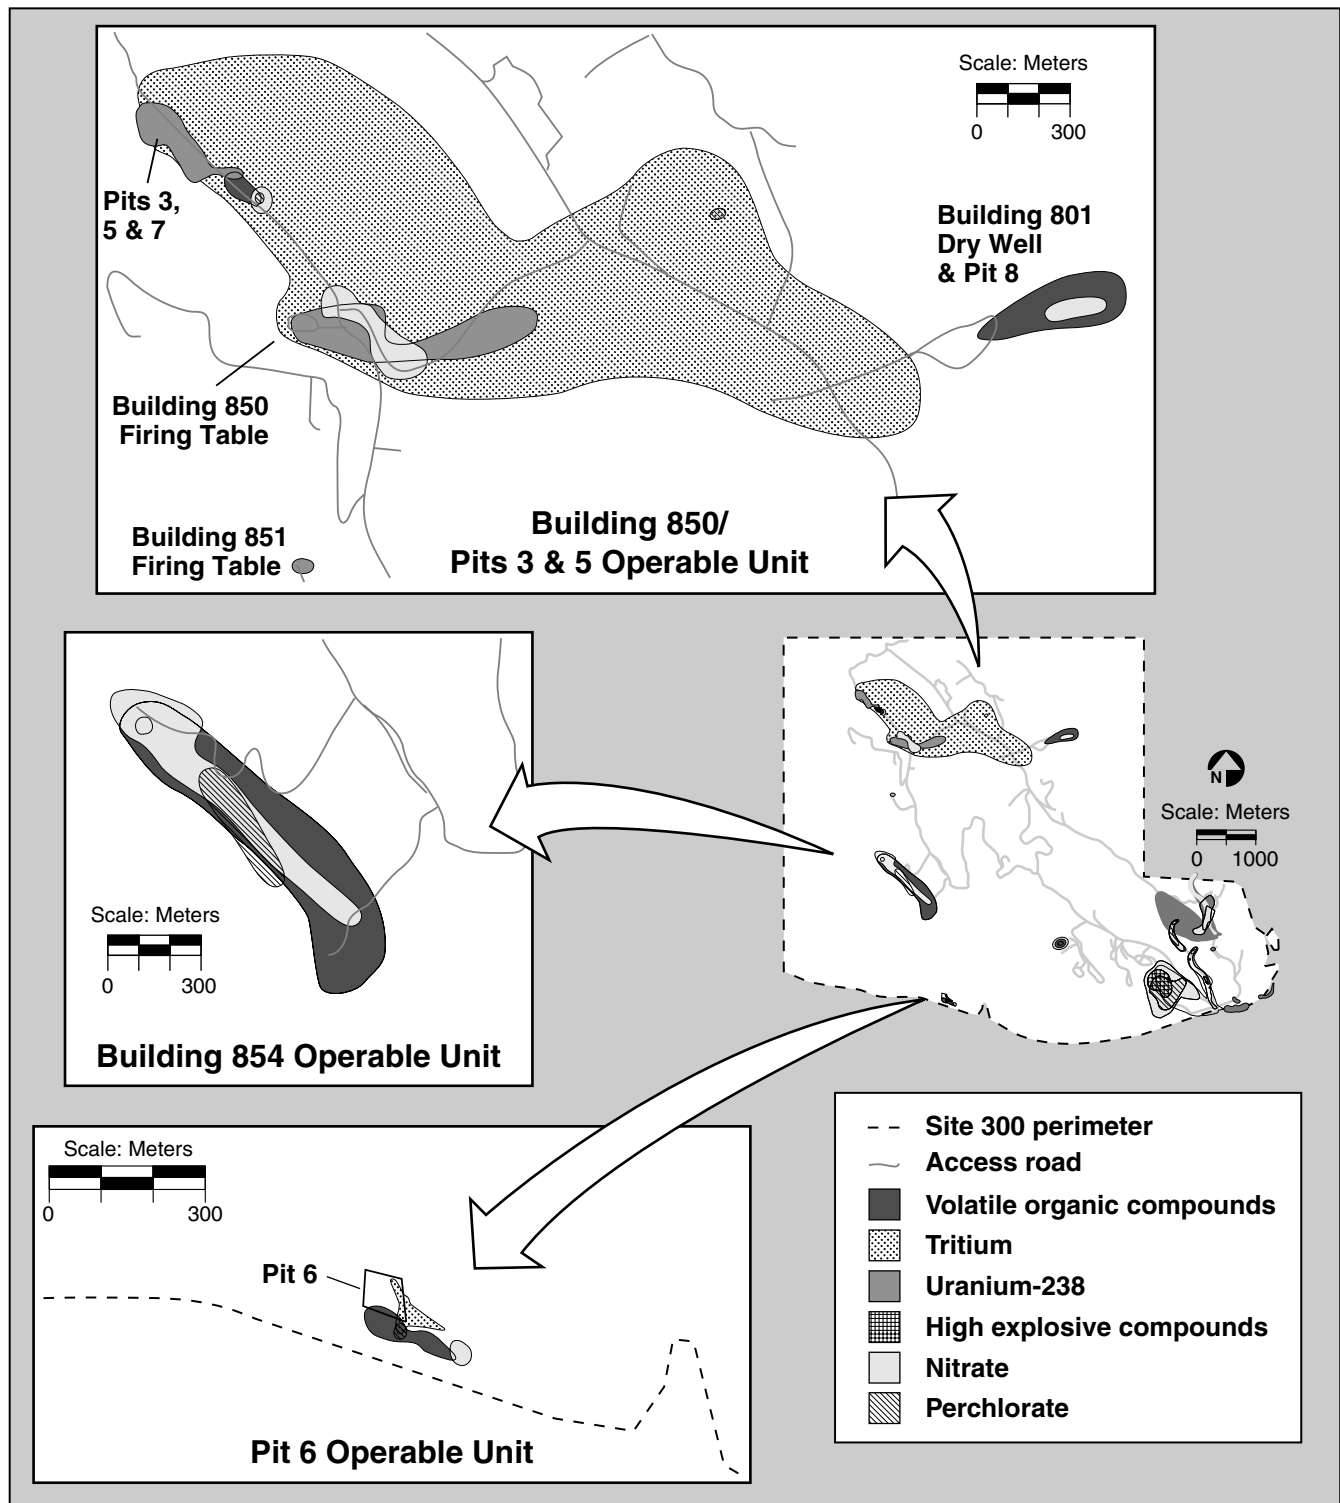 Scale: Meters
0 300
Pits 3,
5 & 7
Building 801
Dry Well
& Pit 8
Building 850
Firing Table
Building 851
Firing Table
Building 850/
Pits 3 & 5 Operable Unit
Scale: Meters
0 300
Building 854 Operable Unit
N
Scale: Meters
0 1000
Scale: Meters
0 300
Pit 6
Pit 6 Operable Unit
Site 300 perimeter
Access road
Volatile organic compounds
Tritium
Uranium-238
High explosive compounds
Nitrate
Perchlorate